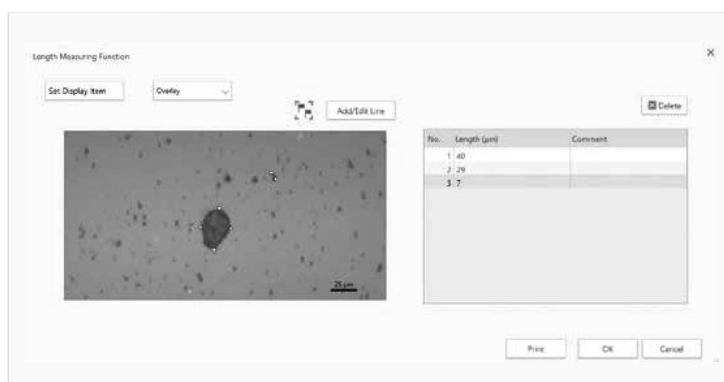 Length Measuring Function
Set Display Item
Overlay
Add/Edit Line
Delete
No. Length (µm) Comment
1 40
2 29
3 7
25 µm
Print
OK
Cancel